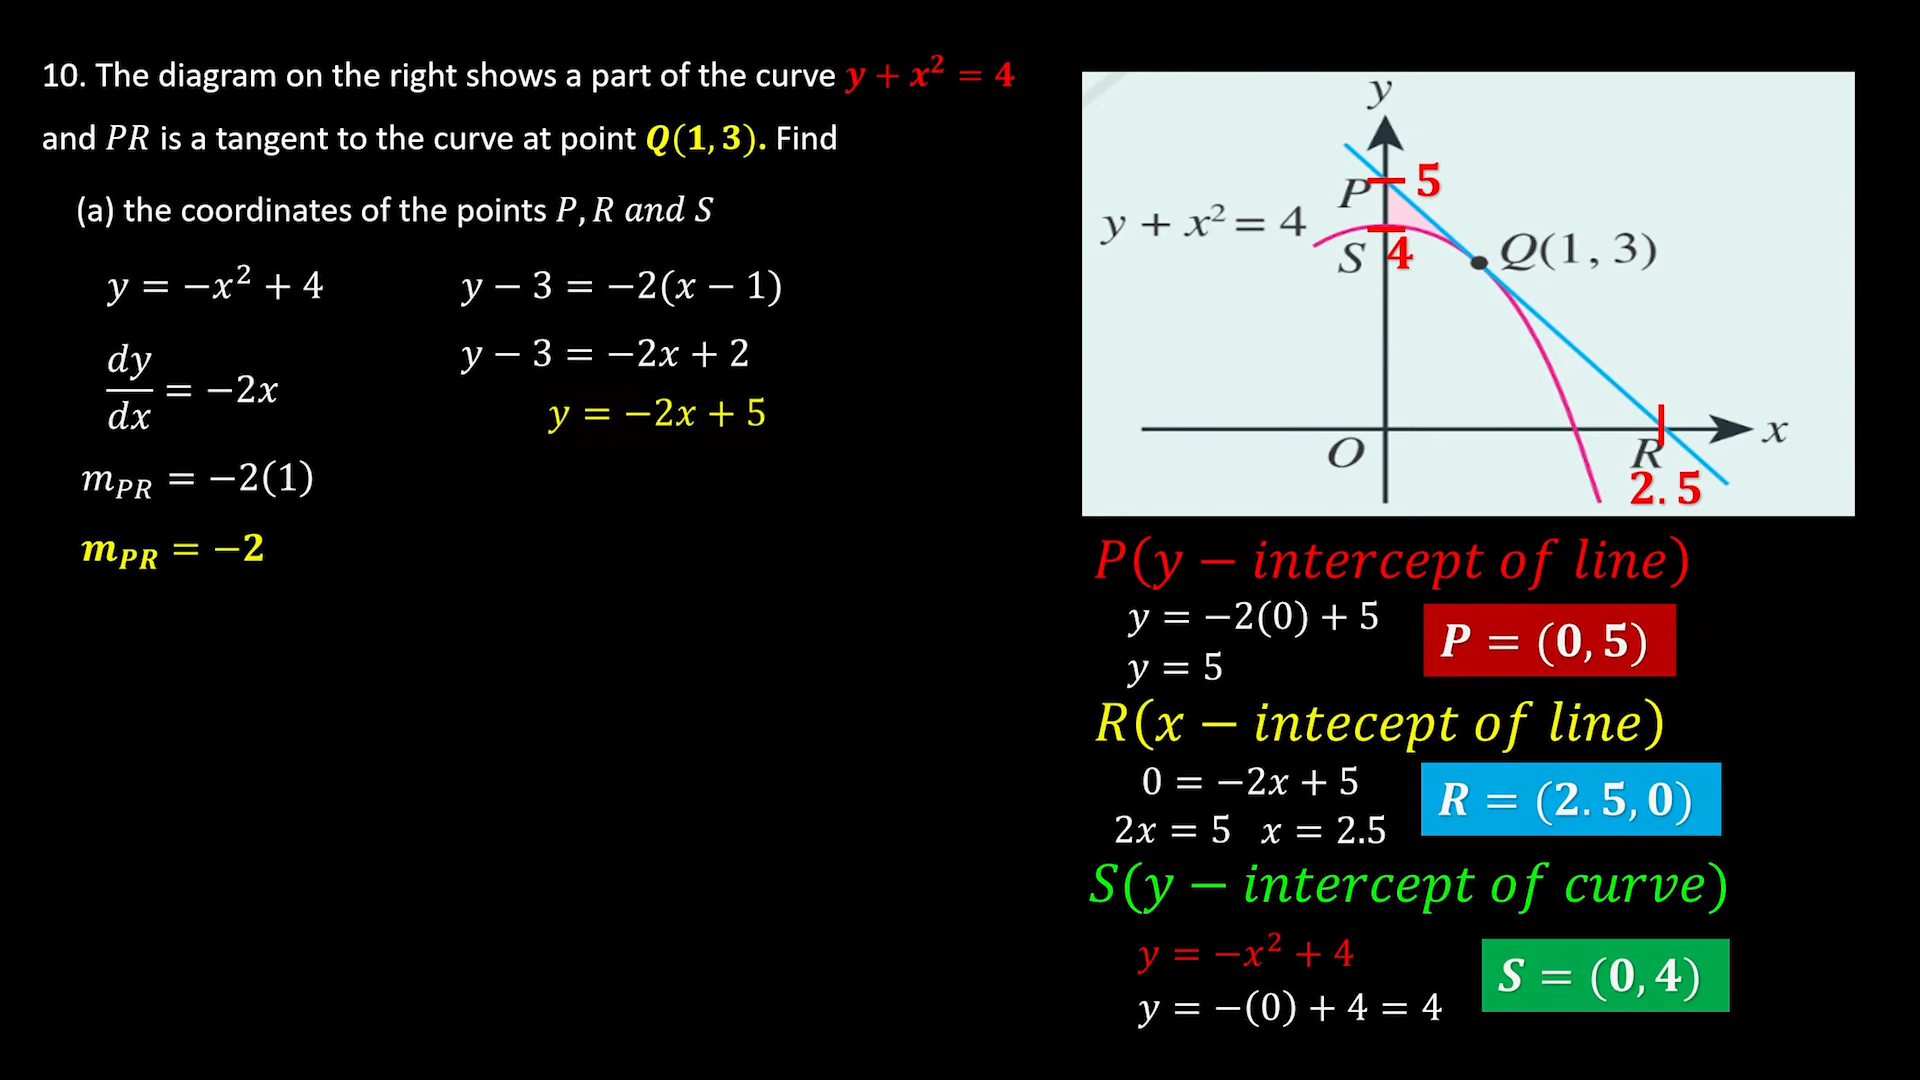 10. The diagram on the right shows a part of the curve y + x² = 4
and PR is a tangent to the curve at point Q(1, 3). Find
(a) the coordinates of the points P, R and S
y = −x² + 4
dy/dx = −2x
m_PR = −2(1)
m_PR = −2
y − 3 = −2(x − 1)
y − 3 = −2x + 2
y = −2x + 5
y
P 5
y + x² = 4
S 4
Q(1, 3)
O
R
x
2.5
P(y − intercept of line)
y = −2(0) + 5
y = 5
P = (0, 5)
R(x − intecept of line)
0 = −2x + 5
2x = 5 x = 2.5
R = (2.5, 0)
S(y − intercept of curve)
y = −x² + 4
y = −(0) + 4 = 4
S = (0, 4)